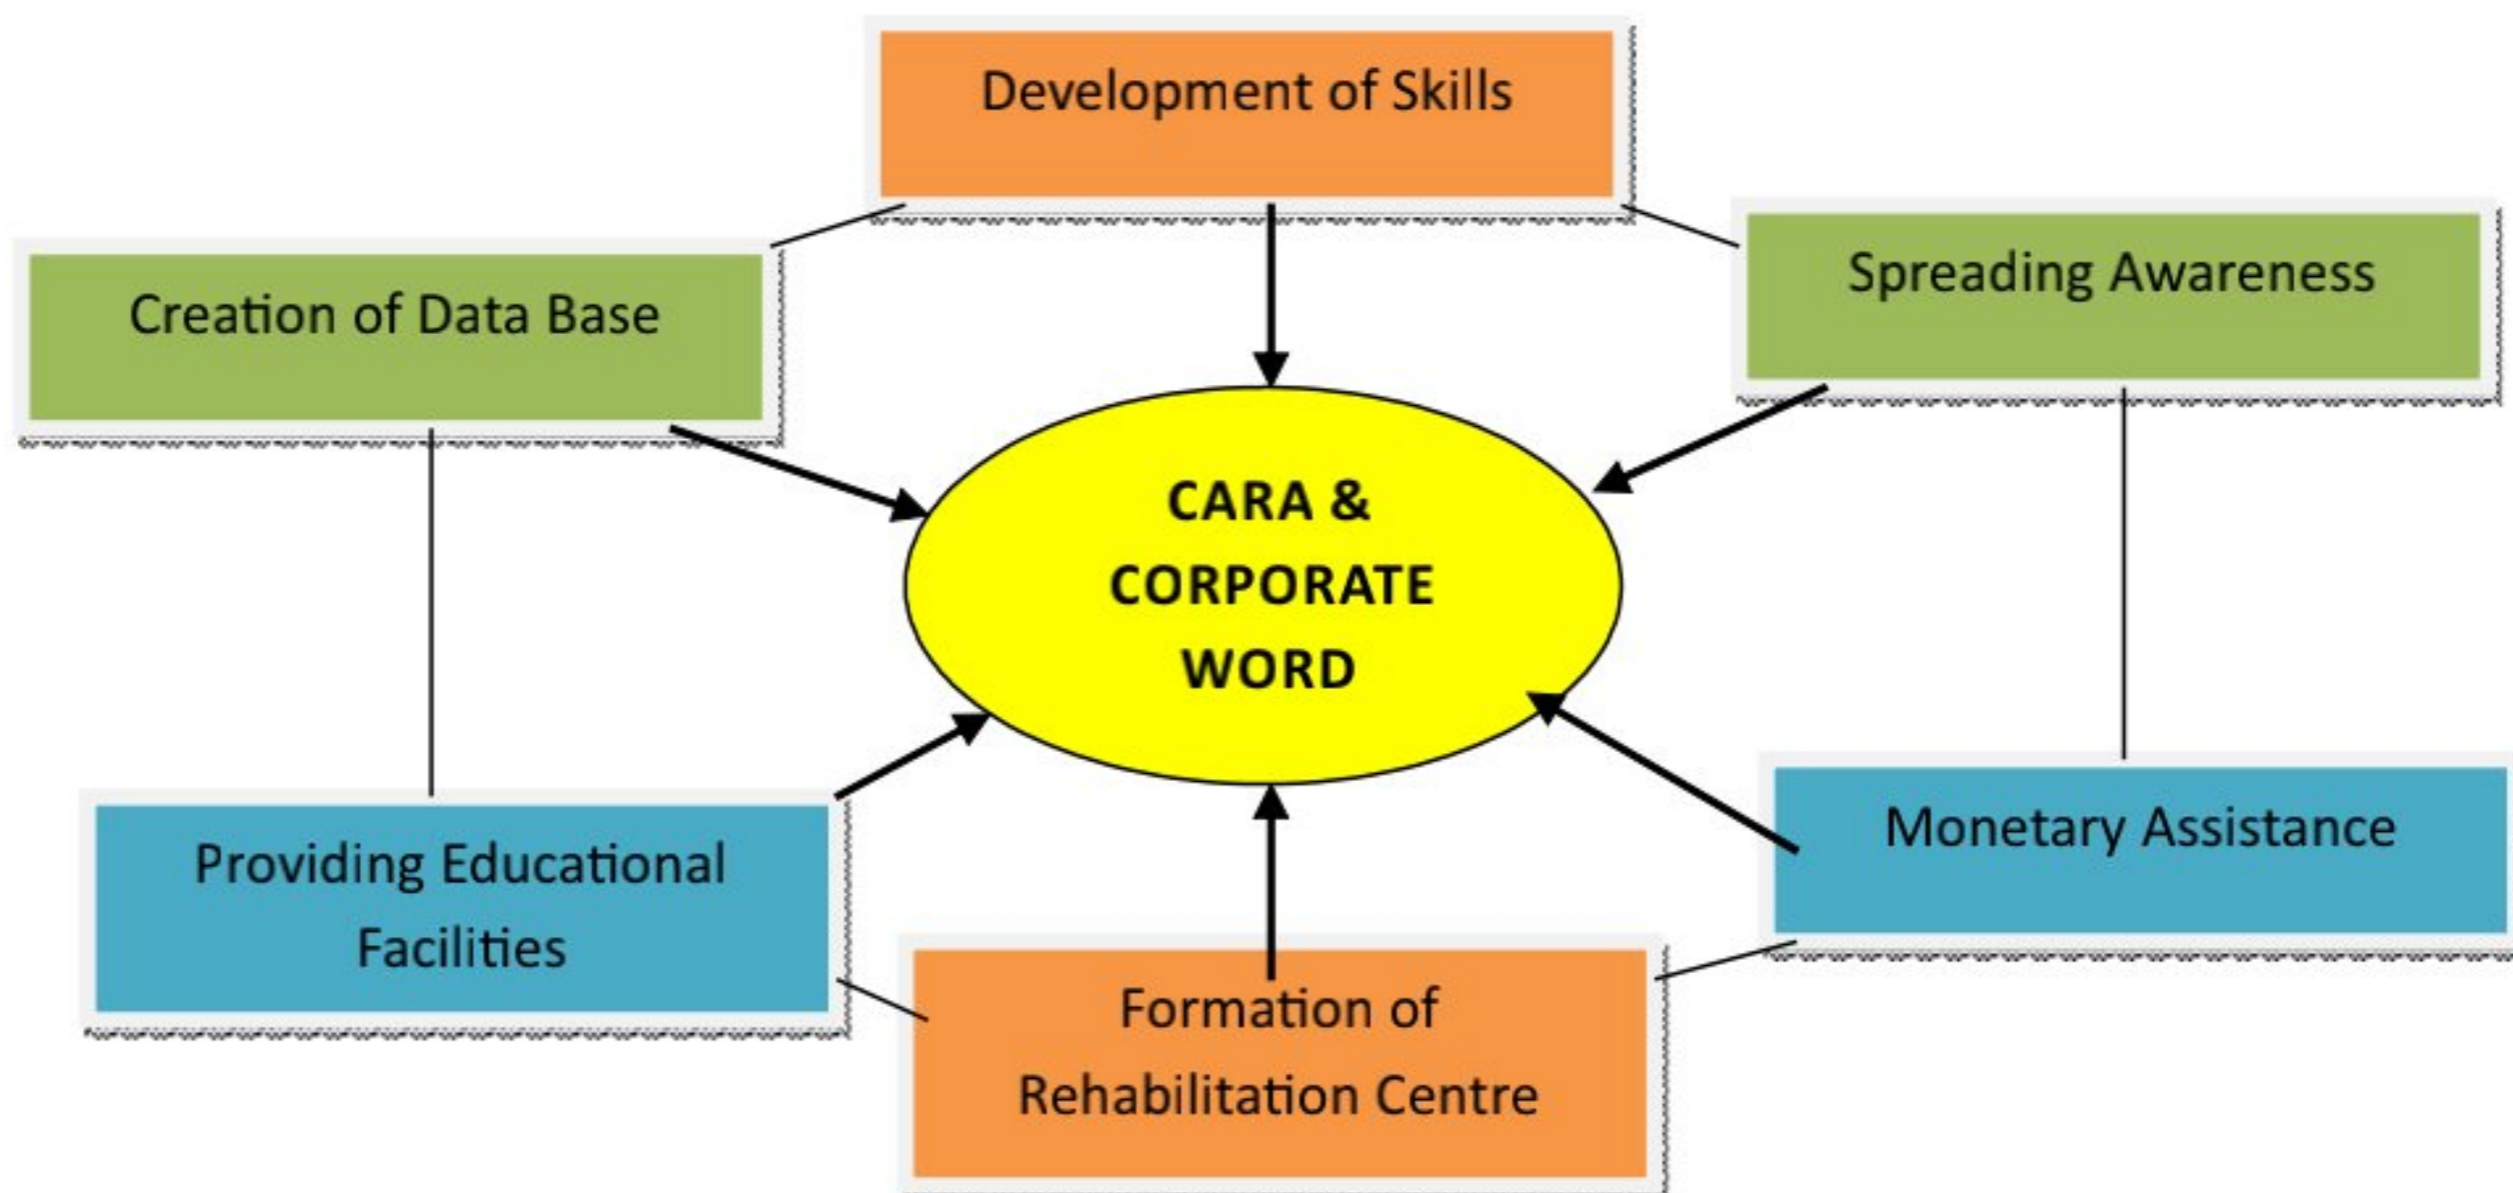 Development of Skills
Creation of Data Base
Spreading Awareness
CARA &
CORPORATE
WORD
Providing Educational
Facilities
Monetary Assistance
Formation of
Rehabilitation Centre